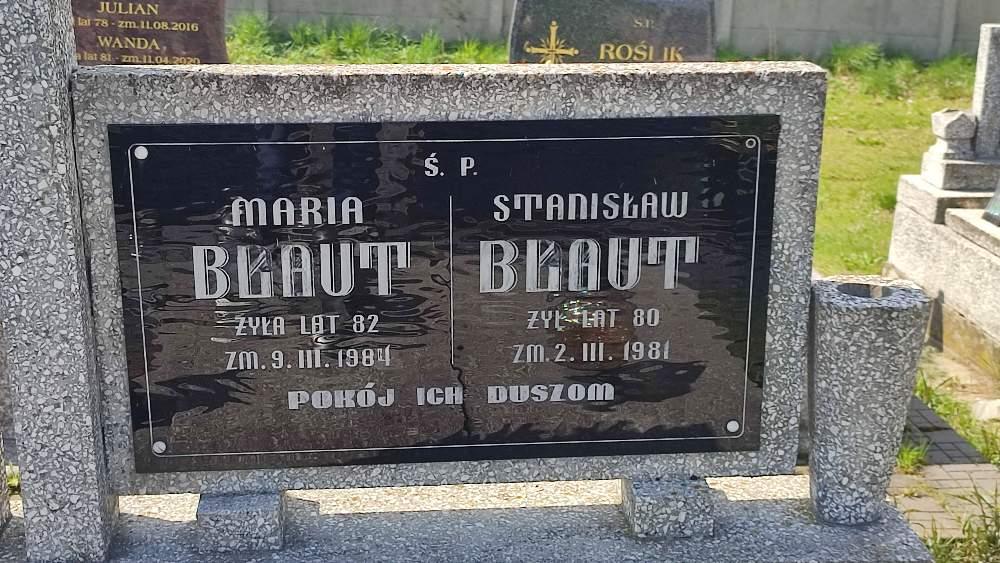 JULIAN
lat 78 - zm. 11.08.2016
WANDA
lat 81 - zm. 11.04.2020
Ś.P.
ROŚLIK
Ś. P.
MARIA
BŁAUT
ŻYŁA LAT 82
ZM. 9. III. 1984
STANISŁAW
BŁAUT
ŻYŁ LAT 80
ZM. 2. III. 1981
POKÓJ ICH DUSZOM